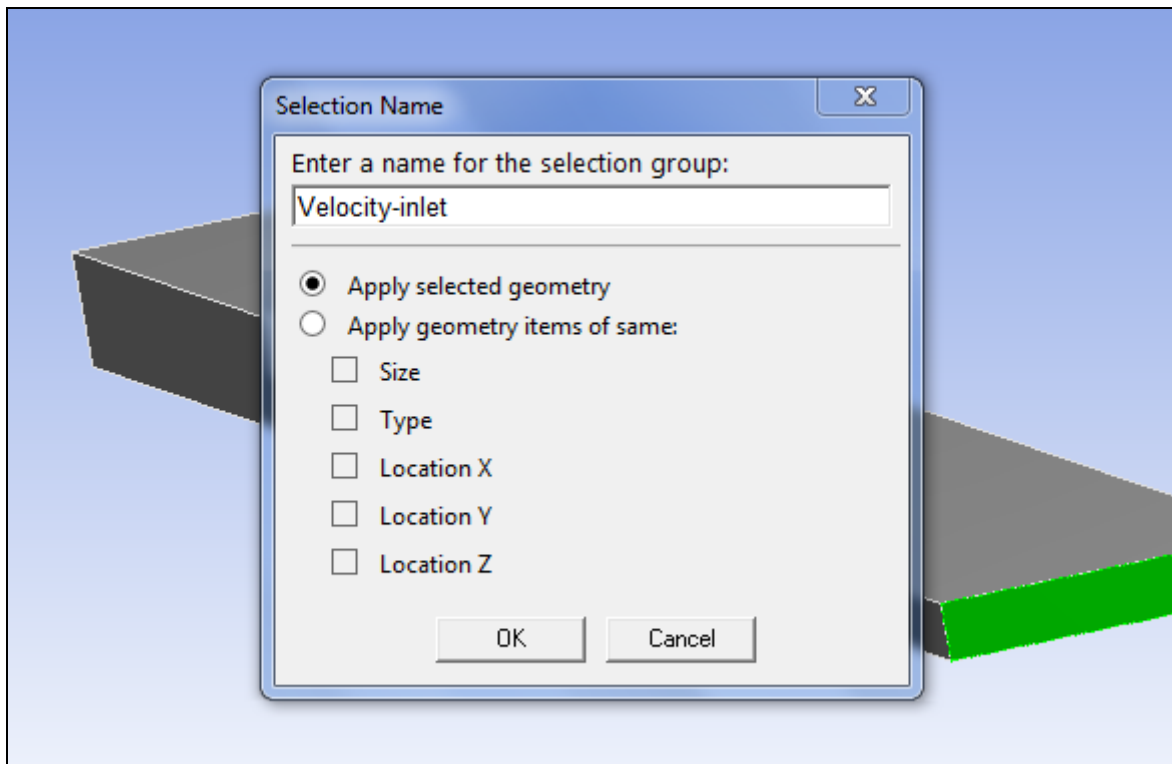 Selection Name
Enter a name for the selection group:
Velocity-inlet
Apply selected geometry
Apply geometry items of same:
Size
Type
Location X
Location Y
Location Z
OK Cancel